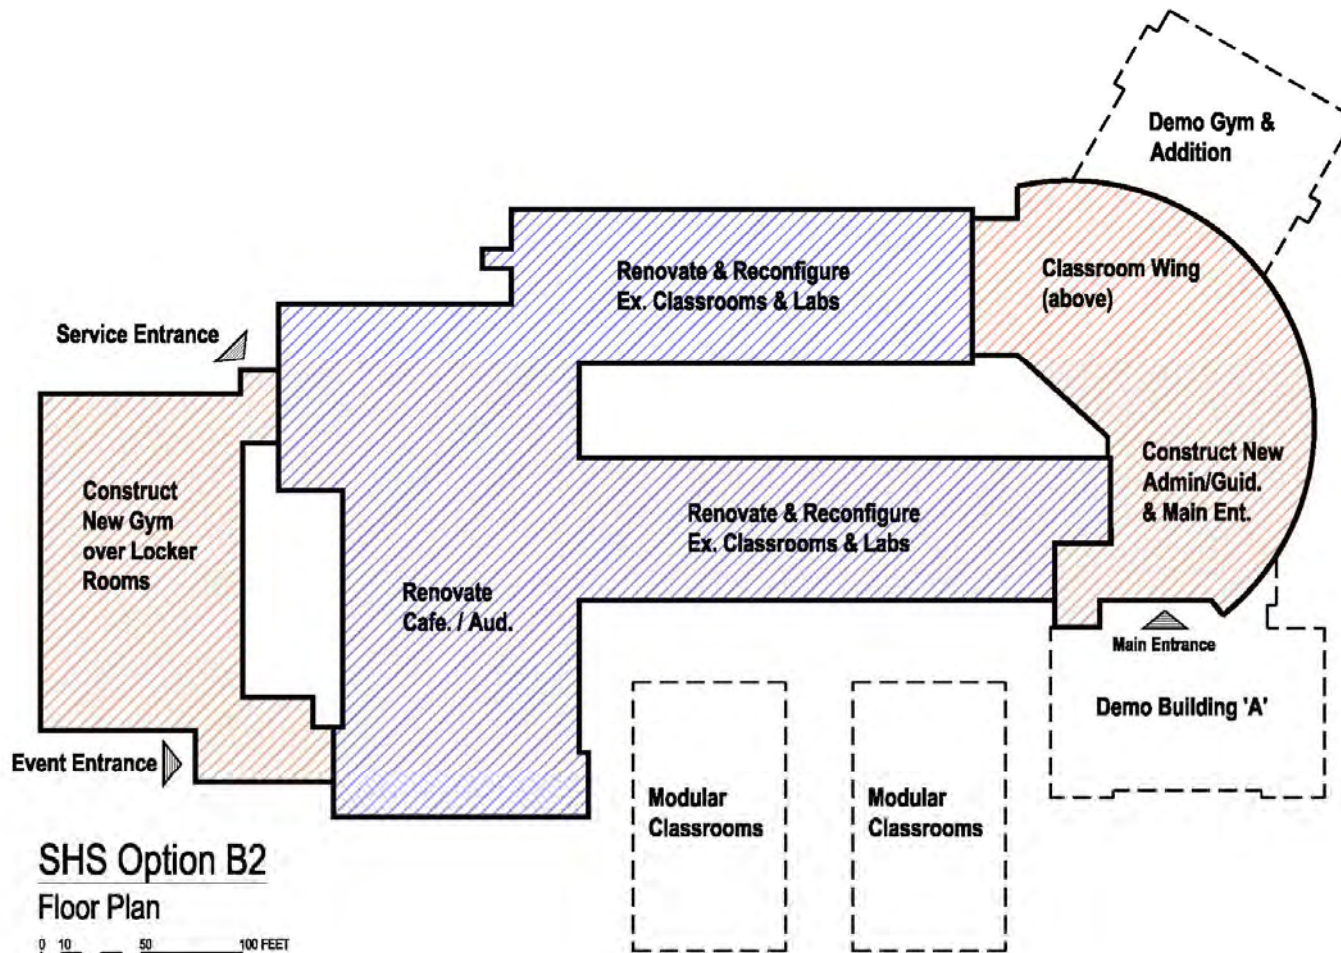 Demo Gym &
Addition
Renovate & Reconfigure
Ex. Classrooms & Labs
Classroom Wing
(above)
Service Entrance
Construct
New Gym
over Locker
Rooms
Construct New
Admin/Guid.
& Main Ent.
Renovate & Reconfigure
Ex. Classrooms & Labs
Renovate
Cafe. / Aud.
Main Entrance
Demo Building 'A'
Event Entrance
Modular
Classrooms
Modular
Classrooms
SHS Option B2
Floor Plan
0 10 50 100 FEET